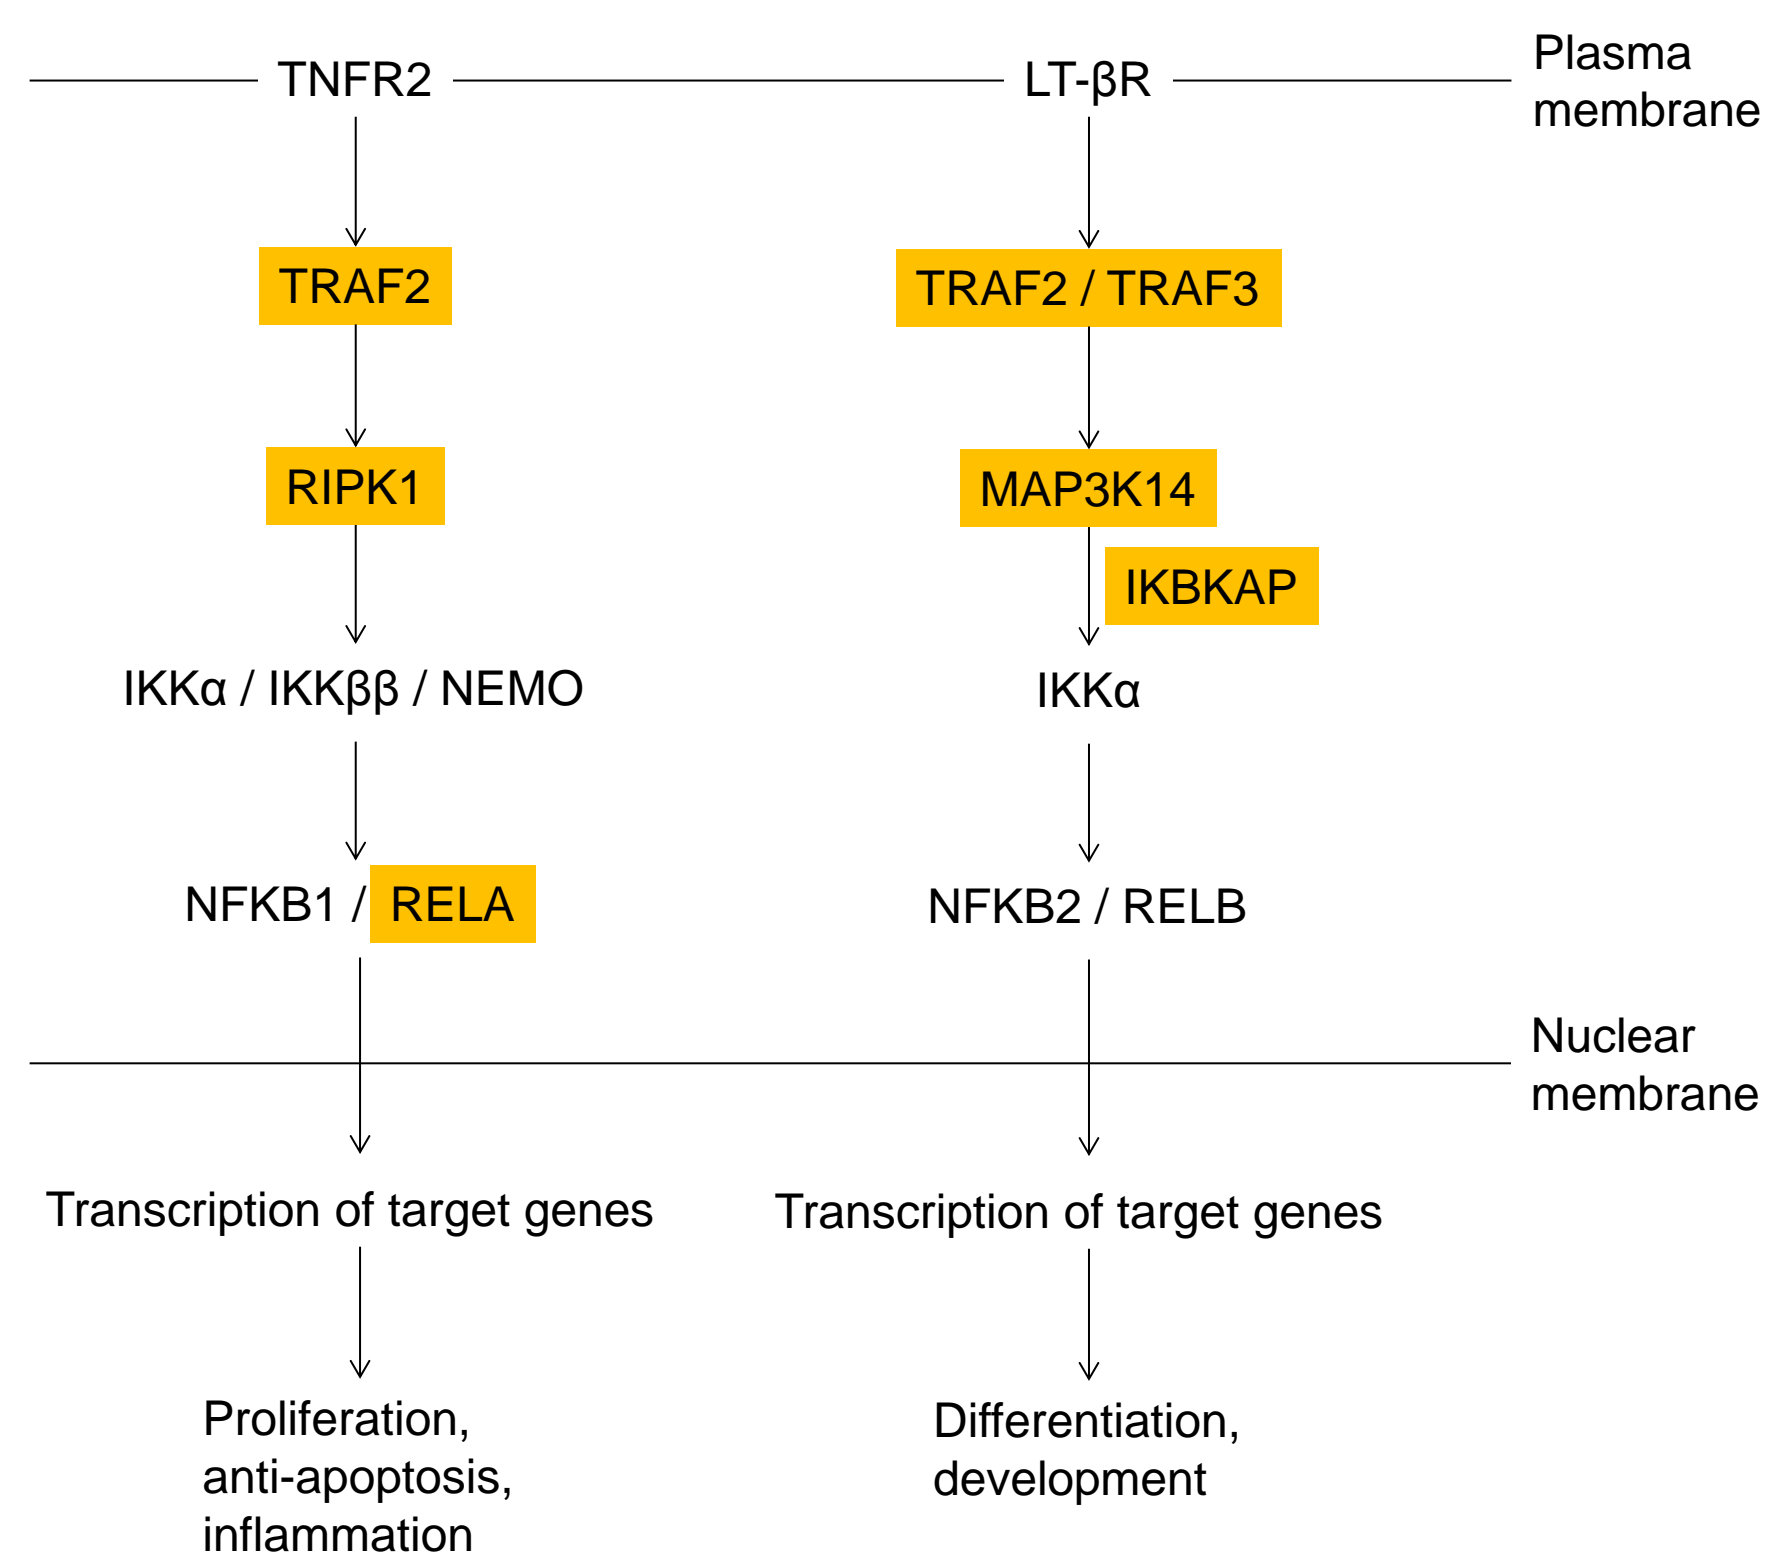 TNFR2
LT-βR
Plasma
membrane
TRAF2
TRAF2 / TRAF3
RIPK1
MAP3K14
IKBKAP
IKKα / IKKββ / NEMO
IKKα
NFKB1 / RELA
NFKB2 / RELB
Nuclear
membrane
Transcription of target genes
Transcription of target genes
Proliferation,
anti-apoptosis,
inflammation
Differentiation,
development